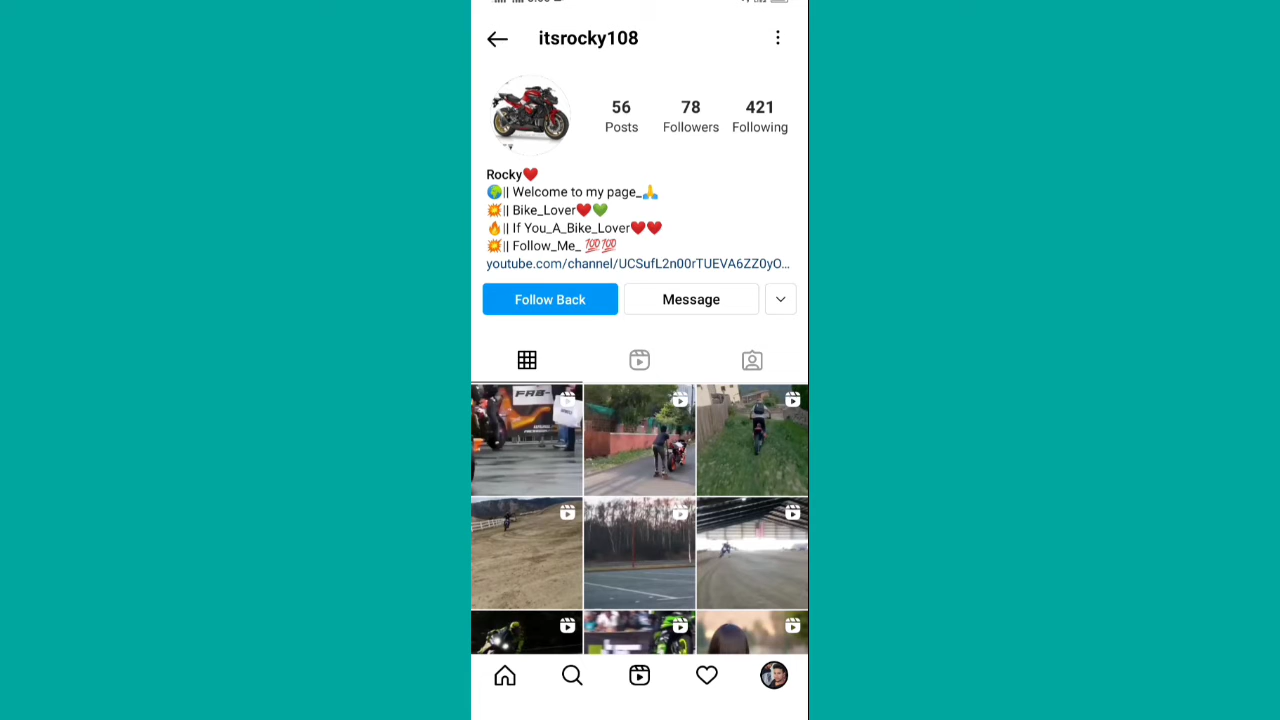 itsrocky108
56 78 421
Posts Followers Following
Rocky❤️
🌍|| Welcome to my page_🙏
💥|| Bike_Lover❤️💚
🔥|| If You_A_Bike_Lover❤️❤️
💥|| Follow_Me_ 💯💯
youtube.com/channel/UCSufL2n00rTUEVA6ZZ0yO...
Follow Back Message
FAB-